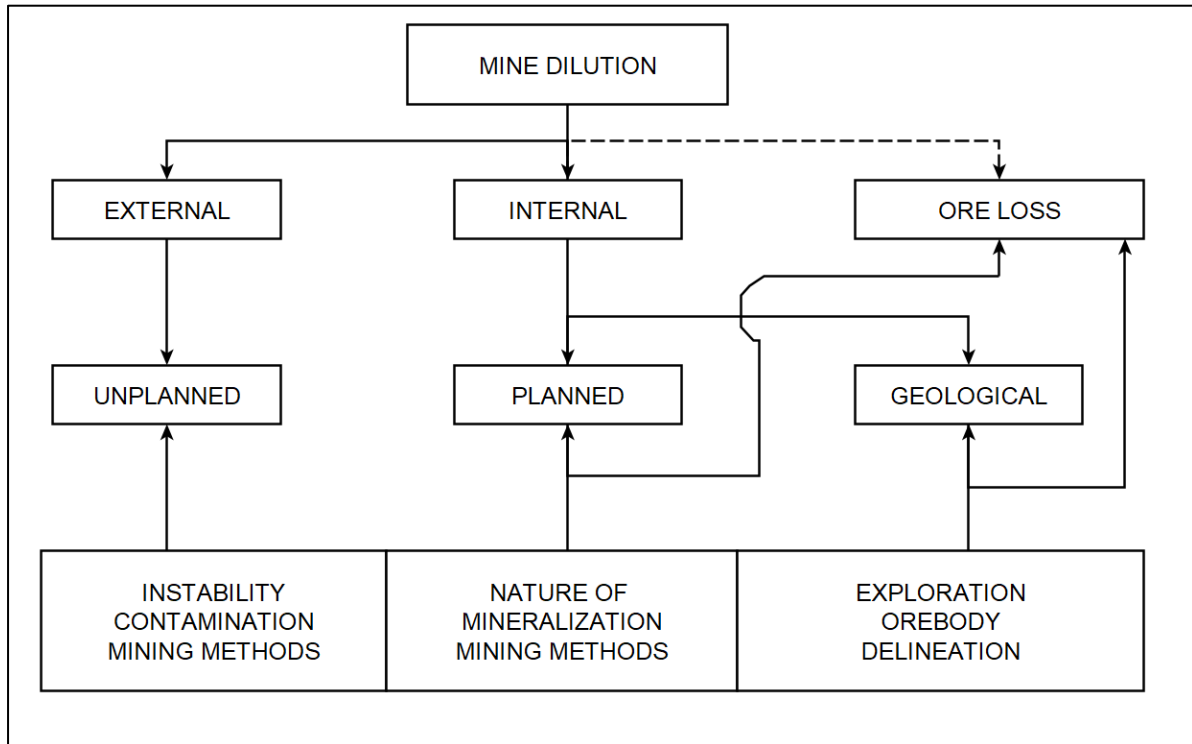 MINE DILUTION
EXTERNAL
INTERNAL
ORE LOSS
UNPLANNED
PLANNED
GEOLOGICAL
INSTABILITY
CONTAMINATION
MINING METHODS
NATURE OF
MINERALIZATION
MINING METHODS
EXPLORATION
OREBODY
DELINEATION